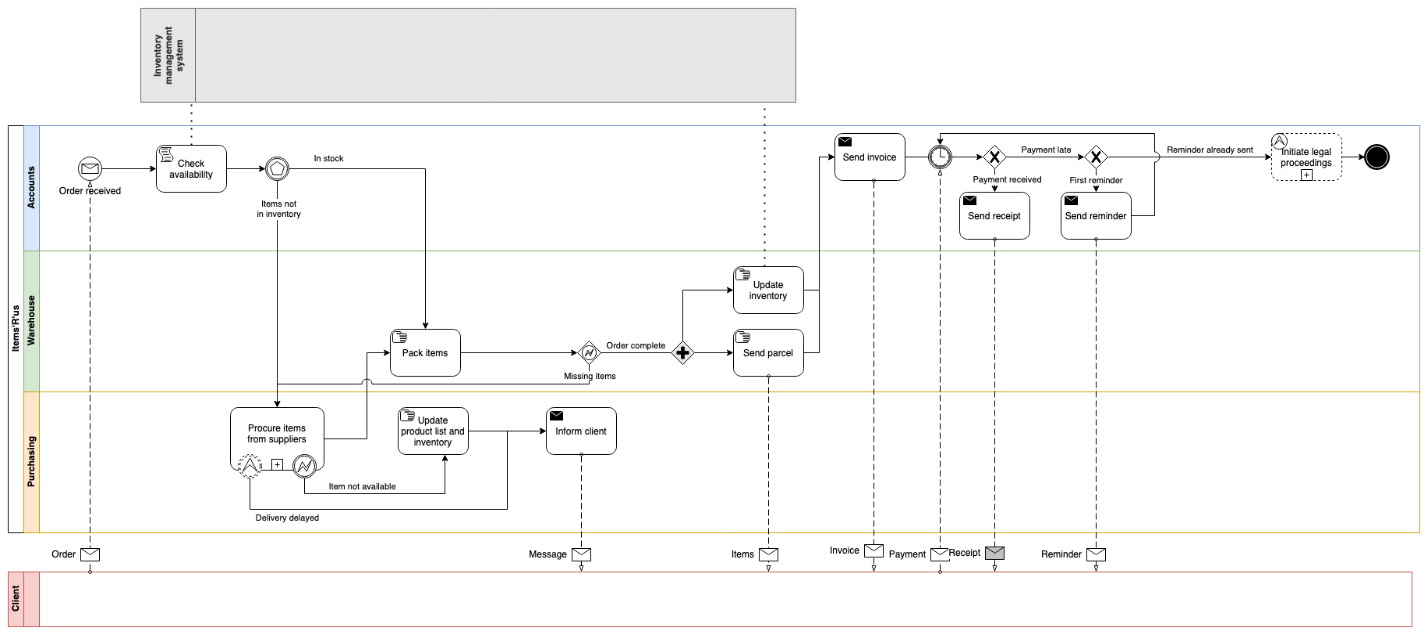 Inventory
management
system
Items'R'us
Accounts
Order received
Check
availability
In stock
Items not
in inventory
Send invoice
Payment late
Payment received
Send receipt
First reminder
Send reminder
Reminder already sent
Initiate legal
proceedings
Warehouse
Pack items
Order complete
Missing items
Update
inventory
Send parcel
Purchasing
Procure items
from suppliers
Item not available
Delivery delayed
Update
product list and
inventory
Inform client
Order
Message
Items
Invoice
Payment
Receipt
Reminder
Client